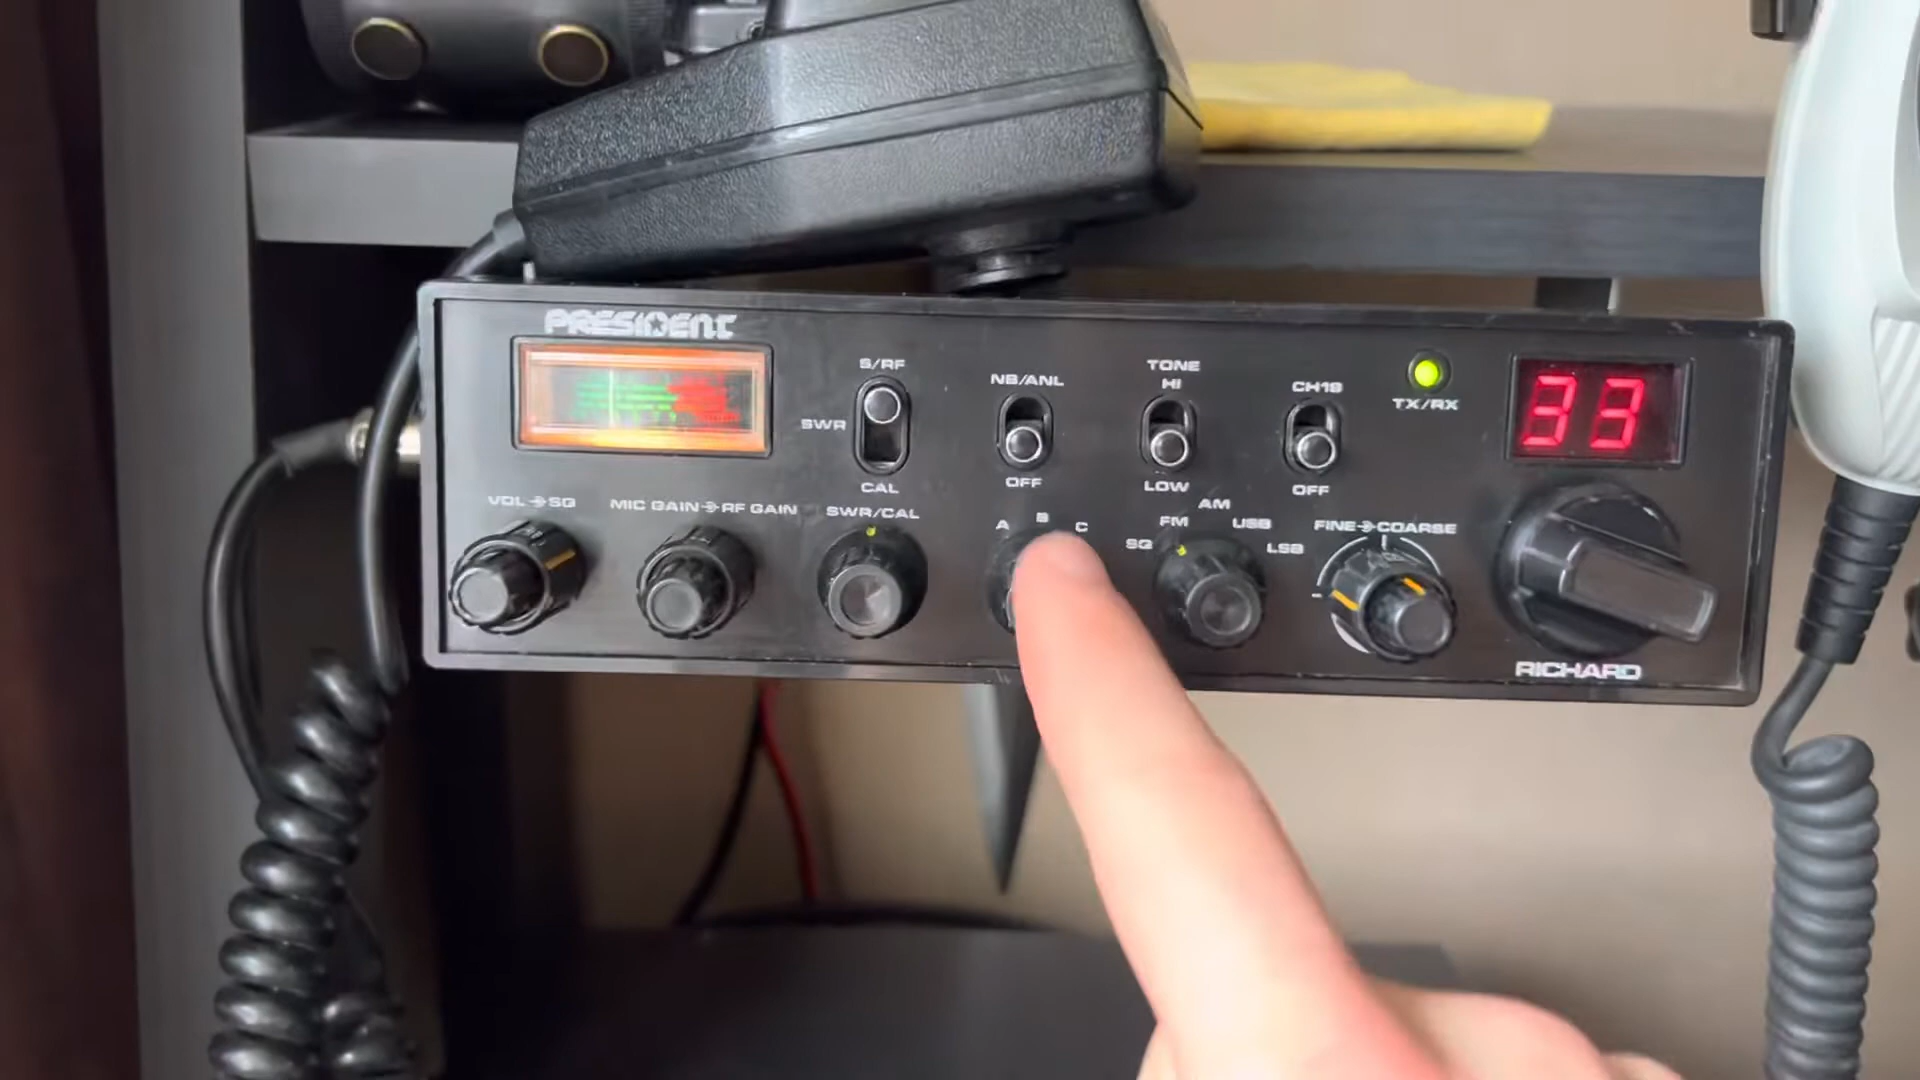 PRESIDENT
S/RF
SWR
CAL
NB/ANL
OFF
TONE
HI
LOW
CH19
OFF
TX/RX
33
VOL SQ
MIC GAIN RF GAIN
SWR/CAL
A B C
SQ FM AM USB LSB
FINE COARSE
RICHARD